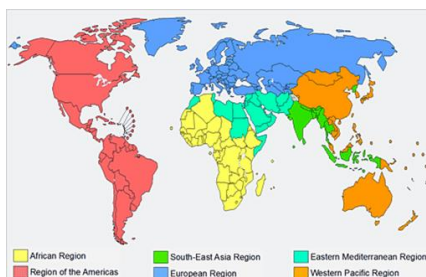 African Region
South-East Asia Region
Eastern Mediterranean Region
Region of the Americas
European Region
Western Pacific Region